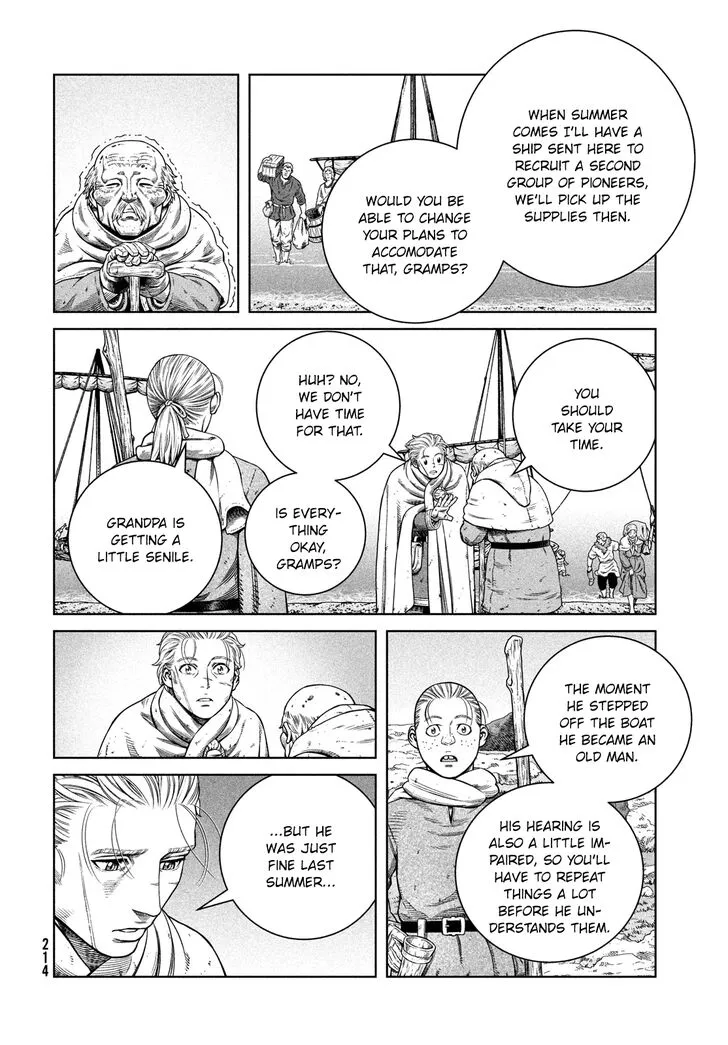 WHEN SUMMER
COMES I'LL HAVE A
SHIP SENT HERE TO
RECRUIT A SECOND
GROUP OF PIONEERS,
WE'LL PICK UP THE
SUPPLIES THEN.
WOULD YOU BE
ABLE TO CHANGE
YOUR PLANS TO
ACCOMODATE
THAT, GRAMPS?
YOU
SHOULD
TAKE YOUR
TIME.
HUH? NO,
WE DON'T
HAVE TIME
FOR THAT.
IS EVERY-
THING
OKAY,
GRAMPS?
GRANDPA IS
GETTING A
LITTLE SENILE.
THE MOMENT
HE STEPPED
OFF THE BOAT
HE BECAME AN
OLD MAN.
HIS HEARING IS
ALSO A LITTLE IM-
PAIRED, SO YOU'LL
HAVE TO REPEAT
THINGS A LOT
BEFORE HE UN-
DERSTANDS THEM.
...BUT HE
WAS JUST
FINE LAST
SUMMER...
214